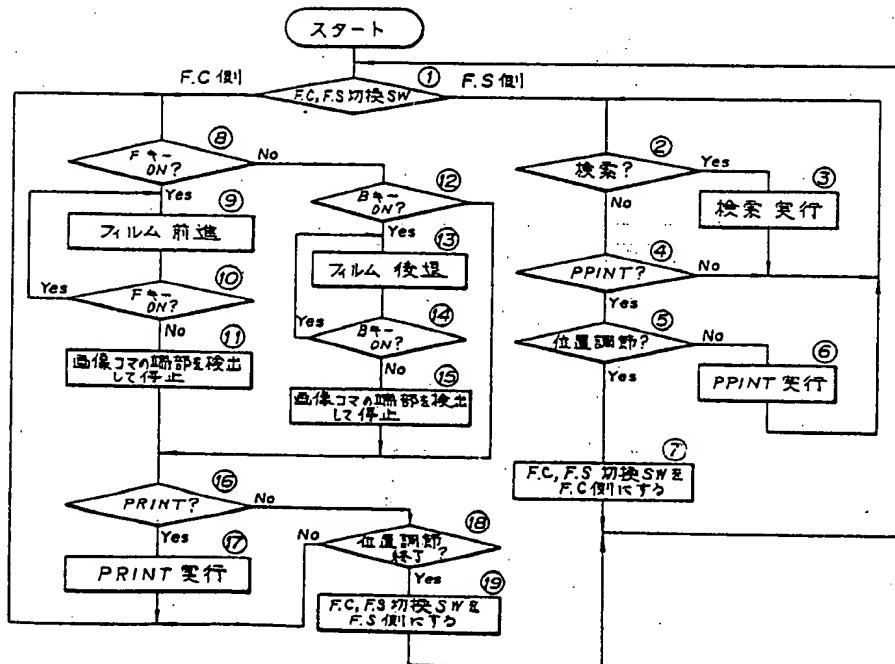 スタート
F.C 側
①
F.S 側
F.C, F.S 切換 SW
⑧
F キー
ON?
No
Yes
⑨
フィルム 前進
⑩
F キー
ON?
Yes
No
⑪
画像コマの端部を検出
して停止
⑫
B キー
ON?
Yes
⑬
フィルム 後退
⑭
B キー
ON?
Yes
No
⑮
画像コマの端部を検出
して停止
②
検索?
Yes
③
検索 実行
No
④
PPINT?
No
Yes
⑤
位置調節?
No
⑥
PPINT 実行
Yes
⑦
F.C, F.S 切換 SWを
F.C 側にする
⑯
PRINT?
No
Yes
⑰
PRINT 実行
⑱
位置調節
終了?
No
Yes
⑲
F.C, F.S 切換 SWを
F.S 側にする